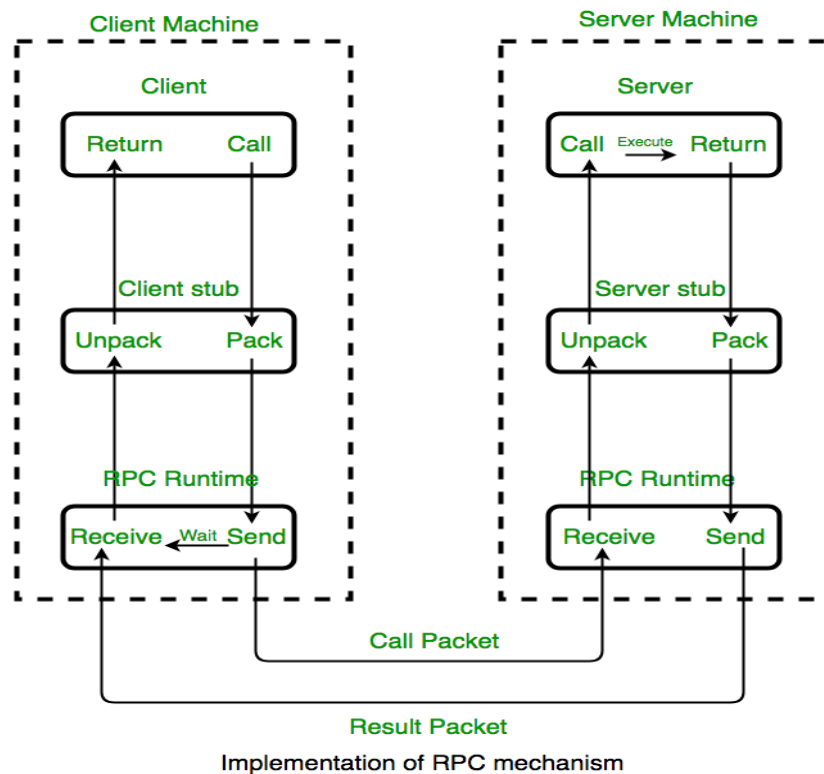 Client Machine
Server Machine
Client
Server
Return Call
Call Execute Return
Client stub
Server stub
Unpack Pack
Unpack Pack
RPC Runtime
RPC Runtime
Receive Wait Send
Receive Send
Call Packet
Result Packet
Implementation of RPC mechanism